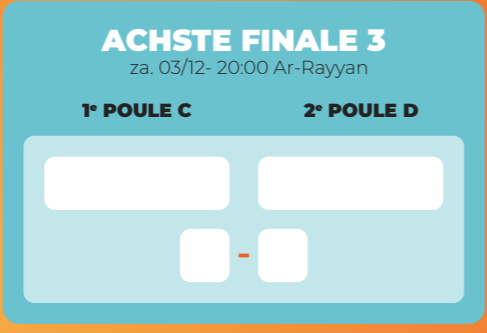 ACHSTE FINALE 3
za. 03/12- 20:00 Ar-Rayyan
1e POULE C
2e POULE D
-